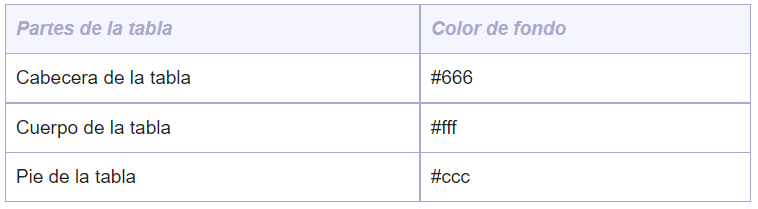 Partes de la tabla Color de fondo
Cabecera de la tabla #666
Cuerpo de la tabla #fff
Pie de la tabla #ccc